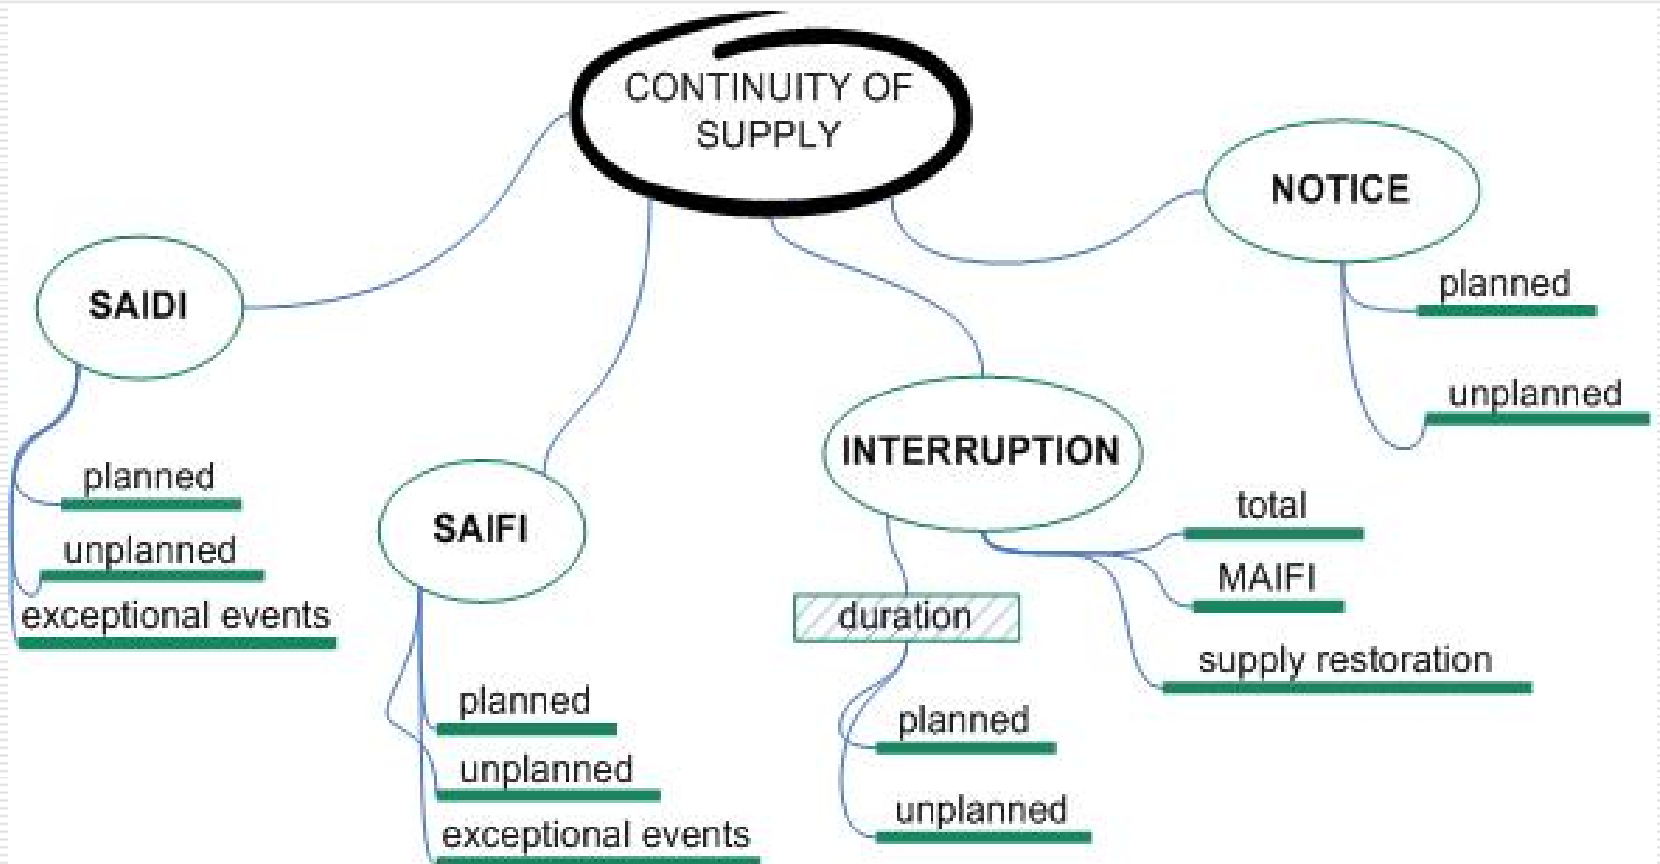 CONTINUITY OF
SUPPLY
NOTICE
planned
unplanned
SAIDI
planned
unplanned
exceptional events
SAIFI
planned
unplanned
exceptional events
INTERRUPTION
duration
planned
unplanned
total
MAIFI
supply restoration